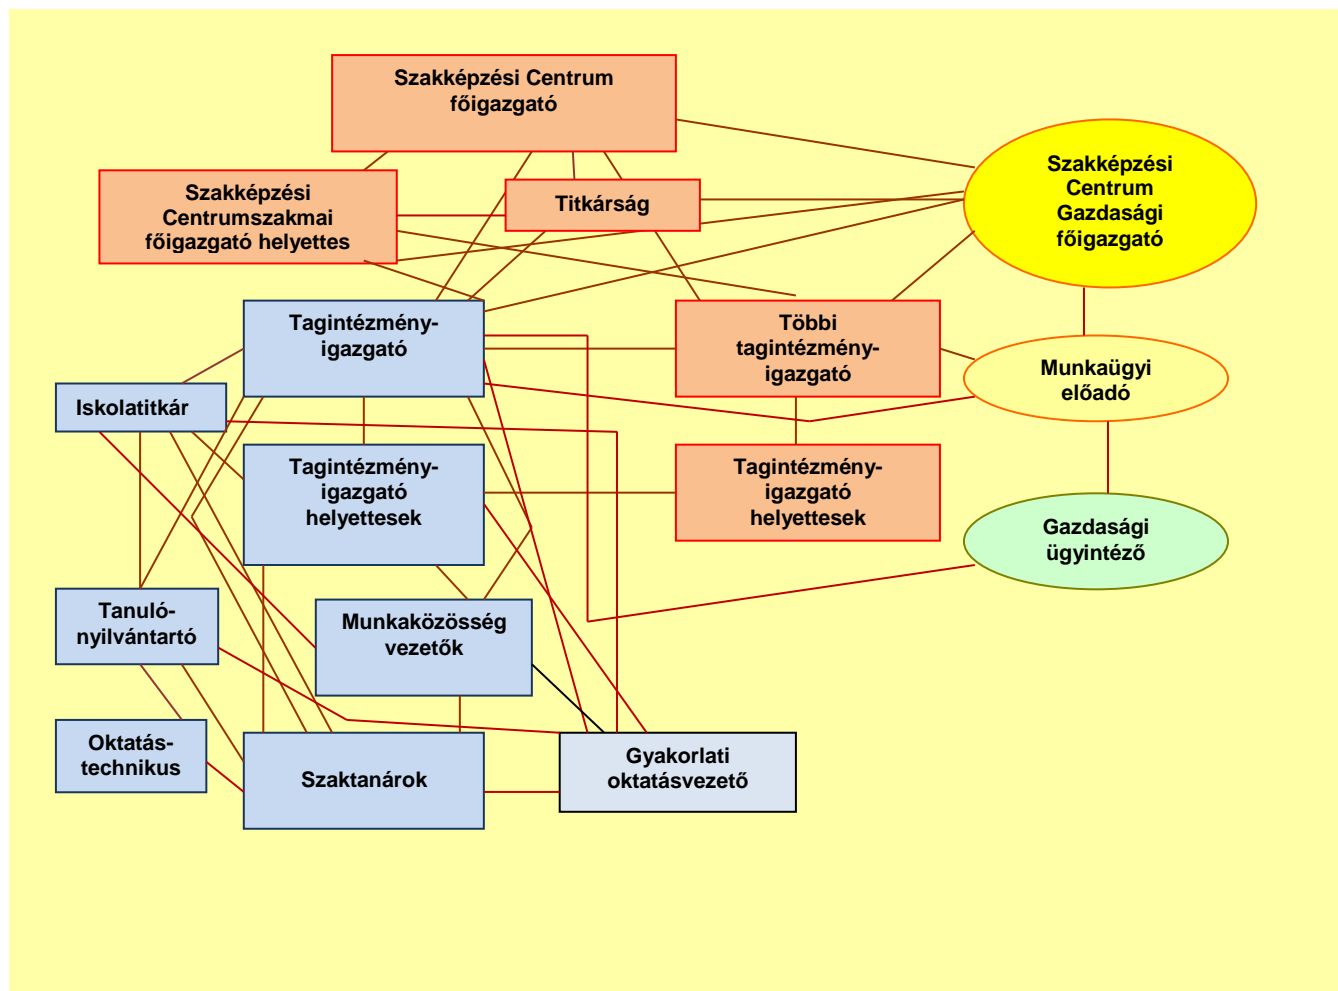 Szakképzési Centrum
főigazgató
Szakképzési
Centrumszakmai
főigazgató helyettes
Titkárság
Szakképzési
Centrum
Gazdasági
főigazgató
Tagintézmény-
igazgató
Többi
tagintézmény-
igazgató
Munkaügyi
előadó
Iskolatitkár
Tagintézmény-
igazgató
helyettesek
Tagintézmény-
igazgató
helyettesek
Gazdasági
ügyintéző
Tanuló-
nyilvántartó
Munkaközösség
vezetők
Oktatás-
technikus
Szaktanárok
Gyakorlati
oktatásvezető